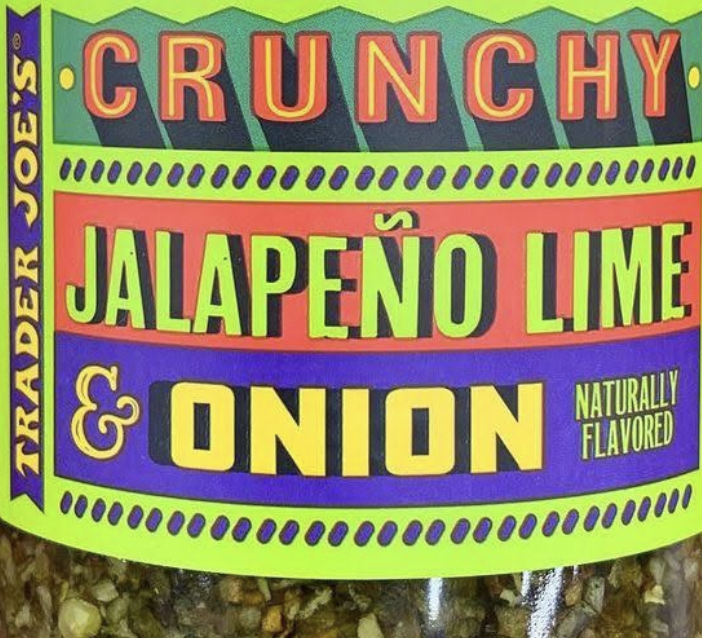 TRADER JOE'S®
CRUNCHY
JALAPEÑO LIME
& ONION
NATURALLY
FLAVORED